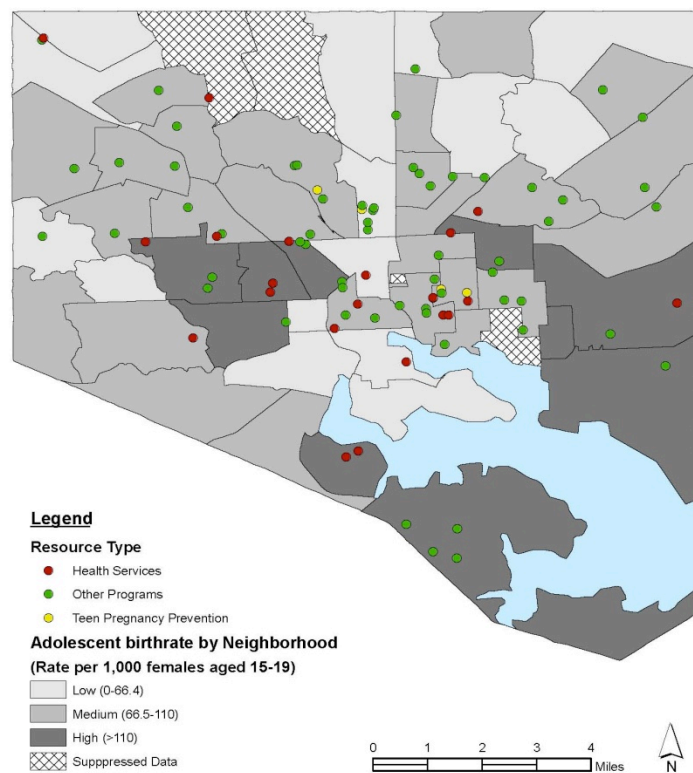 Legend
Resource Type
Health Services
Other Programs
Teen Pregnancy Prevention
Adolescent birthrate by Neighborhood
(Rate per 1,000 females aged 15-19)
Low (0-66.4)
Medium (66.5-110)
High (>110)
Supppressed Data
0 1 2 3 4
Miles
N